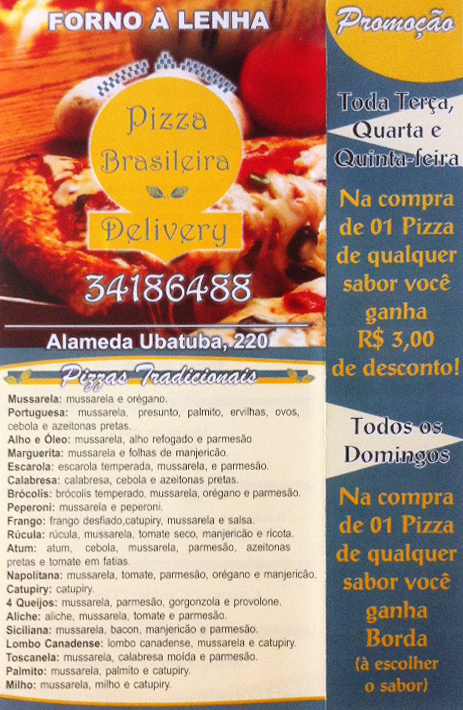 FORNO À LENHA
Pizza
Brasileira
Delivery
34186488
Alameda Ubatuba, 220
Pizzas Tradicionais
Mussarela: mussarela e orégano.
Portuguesa: mussarela, presunto, palmito, ervilhas, ovos,
cebola e azeitonas pretas.
Alho e Óleo: mussarela, alho refogado e parmesão
Marguerita: mussarela e folhas de manjericão.
Escarola: escarola temperada, mussarela, e parmesão.
Calabresa: calabresa, cebola e azeitonas pretas.
Brócolis: brócolis temperado, mussarela, orégano e parmesão.
Peperoni: mussarela e peperoni.
Frango: frango desfiado,catupiry, mussarela e salsa.
Rúcula: rúcula, mussarela, tomate seco, manjericão e ricota.
Atum: atum, cebola, mussarela, parmesão, azeitonas
pretas e tomate em fatias.
Napolitana: mussarela, tomate, parmesão, orégano e manjericão.
Catupiry: catupiry.
4 Queijos: mussarela, parmesão, gorgonzola e provolone.
Aliche: aliche, mussarela, tomate e parmesão.
Siciliana: mussarela, bacon, manjericão e parmesão.
Lombo Canadense: lombo canadense, mussarela e catupiry.
Toscanela: mussarela, calabresa moída e parmesão.
Palmito: mussarela, palmito e catupiry.
Milho: mussarela, milho e catupiry.
Promoção
Toda Terça,
Quarta e
Quinta-feira
Na compra
de 01 Pizza
de qualquer
sabor você
ganha
R$ 3,00
de desconto!
Todos os
Domingos
Na compra
de 01 Pizza
de qualquer
sabor você
ganha
Borda
(à escolher
o sabor)